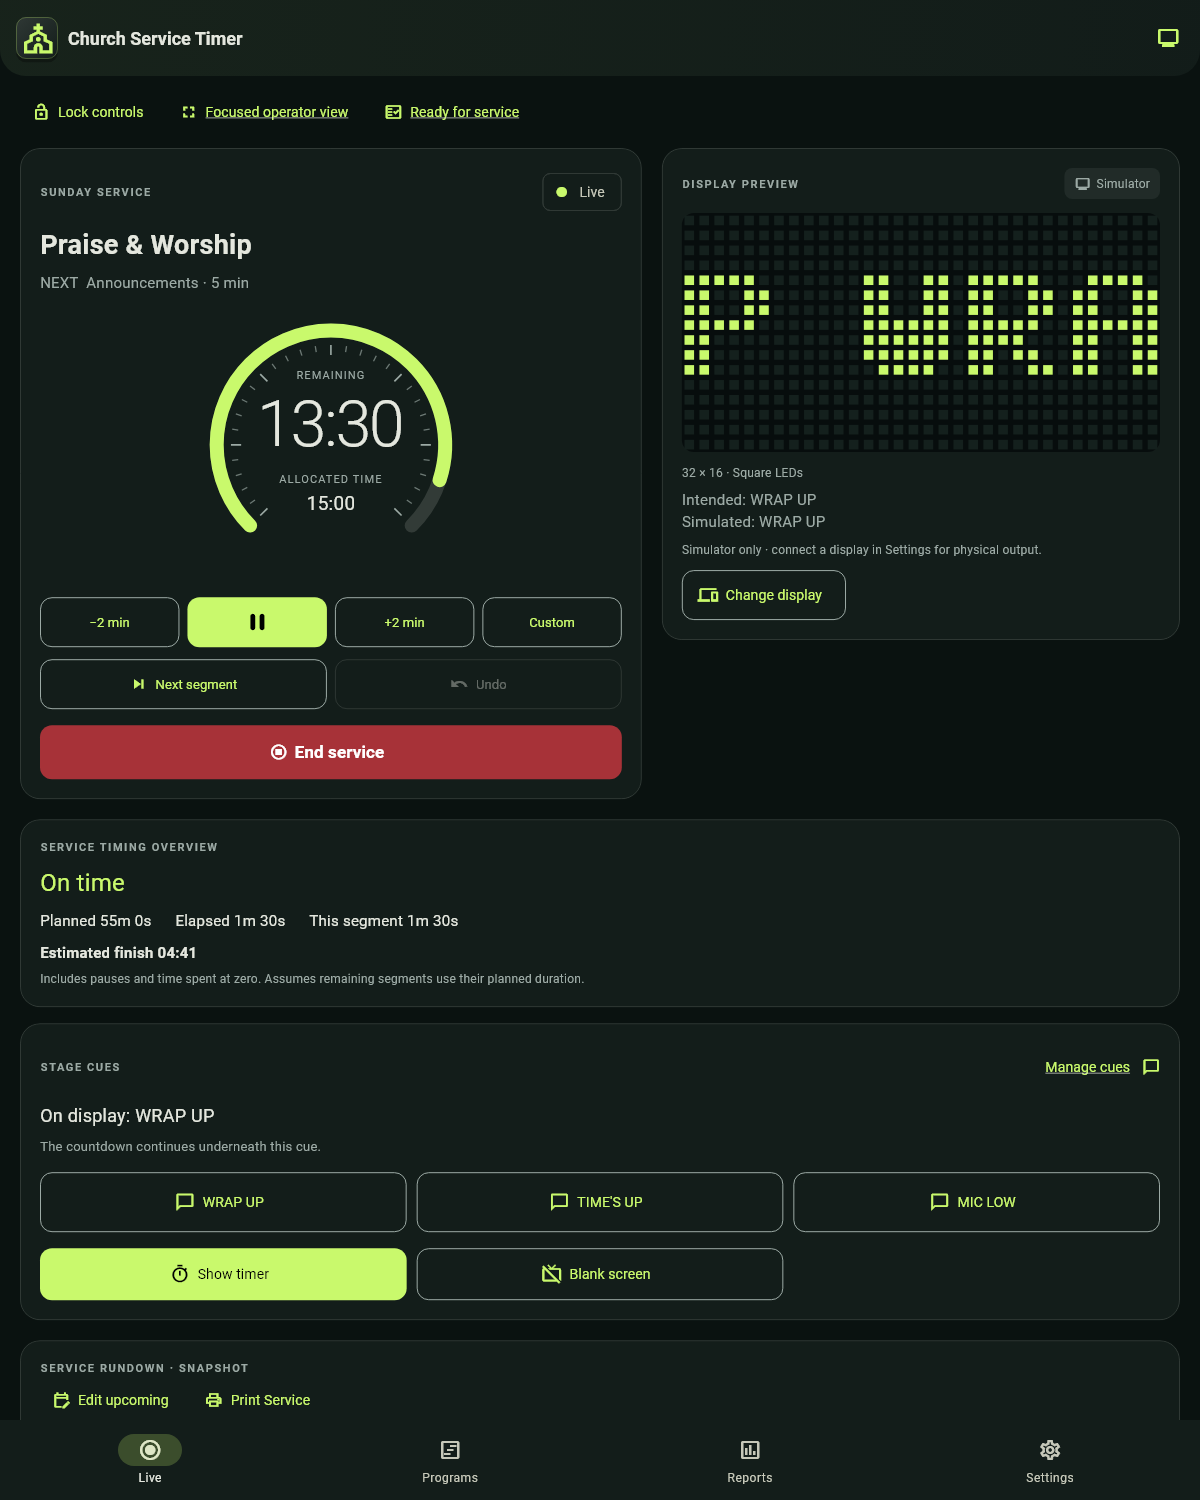 Church Service Timer
Lock controls
Focused operator view
Ready for service
SUNDAY SERVICE
Live
Praise & Worship
NEXT Announcements · 5 min
REMAINING
13:30
ALLOCATED TIME
15:00
−2 min
+2 min
Custom
Next segment
Undo
End service
DISPLAY PREVIEW
Simulator
P WRA
32 × 16 · Square LEDs
Intended: WRAP UP
Simulated: WRAP UP
Simulator only · connect a display in Settings for physical output.
Change display
SERVICE TIMING OVERVIEW
On time
Planned 55m 0s Elapsed 1m 30s This segment 1m 30s
Estimated finish 04:41
Includes pauses and time spent at zero. Assumes remaining segments use their planned duration.
STAGE CUES
Manage cues
On display: WRAP UP
The countdown continues underneath this cue.
WRAP UP
TIME'S UP
MIC LOW
Show timer
Blank screen
SERVICE RUNDOWN · SNAPSHOT
Edit upcoming
Print Service
Live
Programs
Reports
Settings